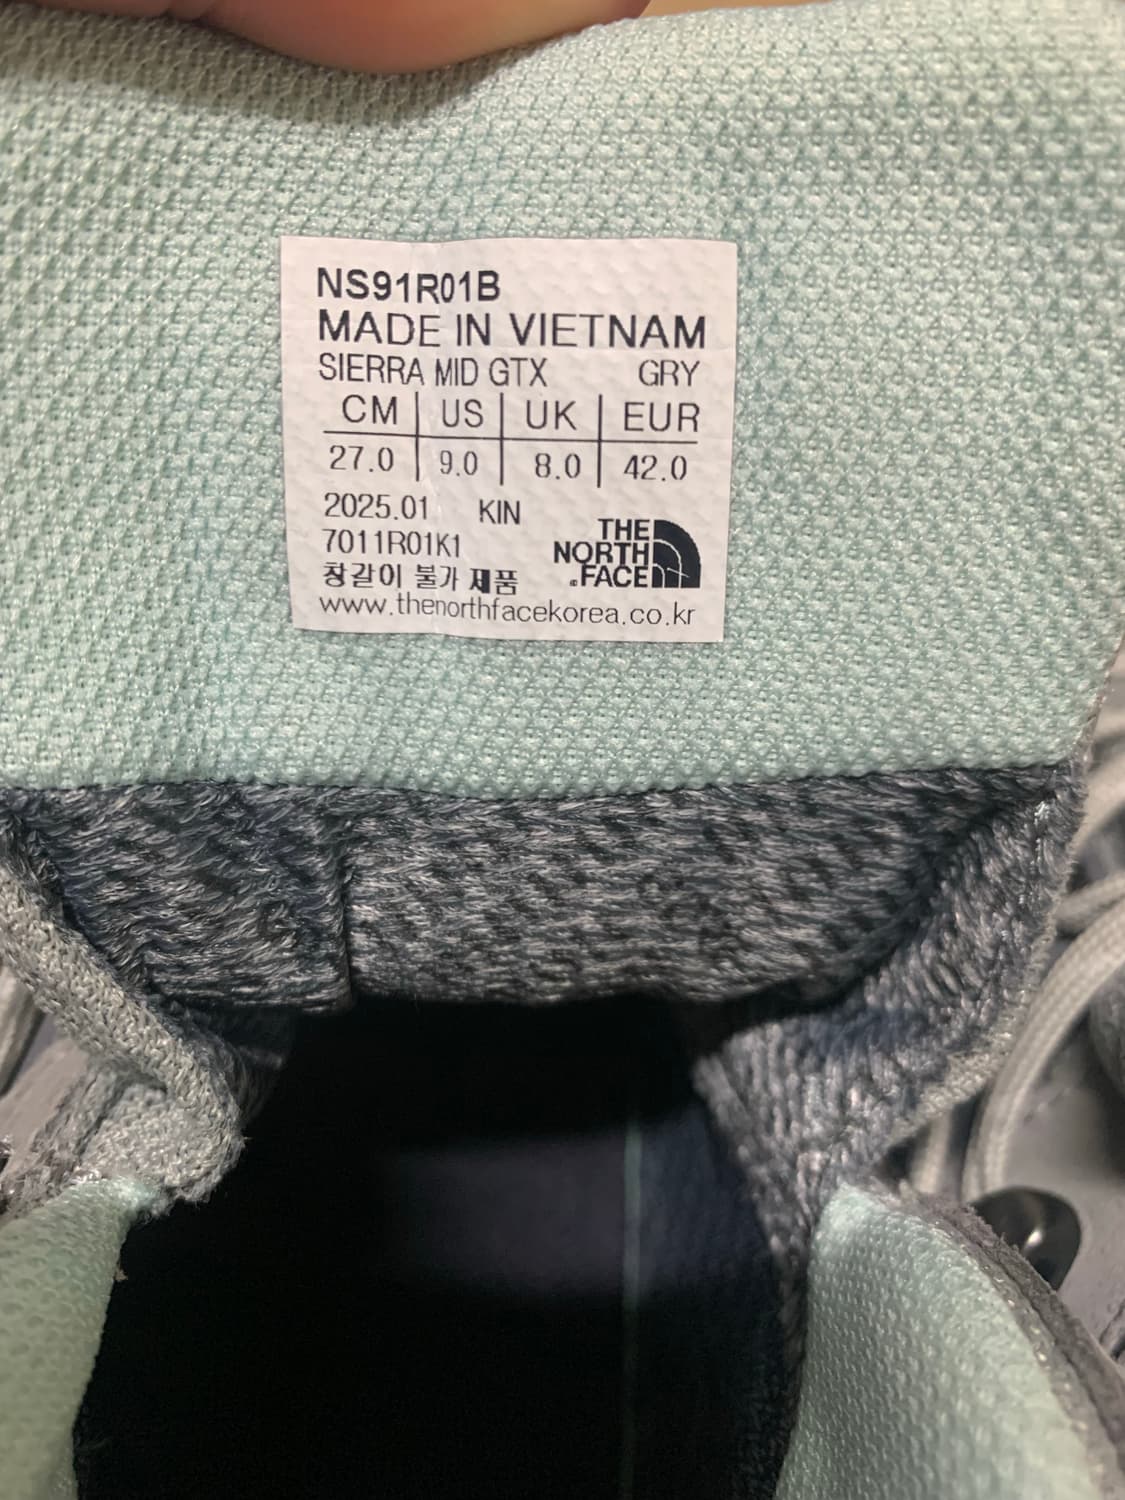 NS91R01B
MADE IN VIETNAM
SIERRA MID GTX GRY
CM US UK EUR
27.0 9.0 8.0 42.0
2025.01 KIN
7011R01K1
창갈이 불가 제품
THE
NORTH
FACE
www.thenorthfacekorea.co.kr